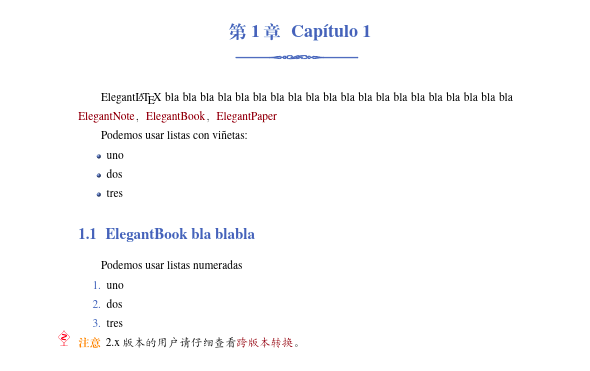 第 1 章 Capítulo 1
ElegantLATEX bla bla bla bla bla bla bla bla bla bla bla bla bla bla bla bla bla bla bla bla
ElegantNote，ElegantBook，ElegantPaper
Podemos usar listas con viñetas:
uno
dos
tres
1.1 ElegantBook bla blabla
Podemos usar listas numeradas
1. uno
2. dos
3. tres
注意 2.x 版本的用户请仔细查看跨版本转换。